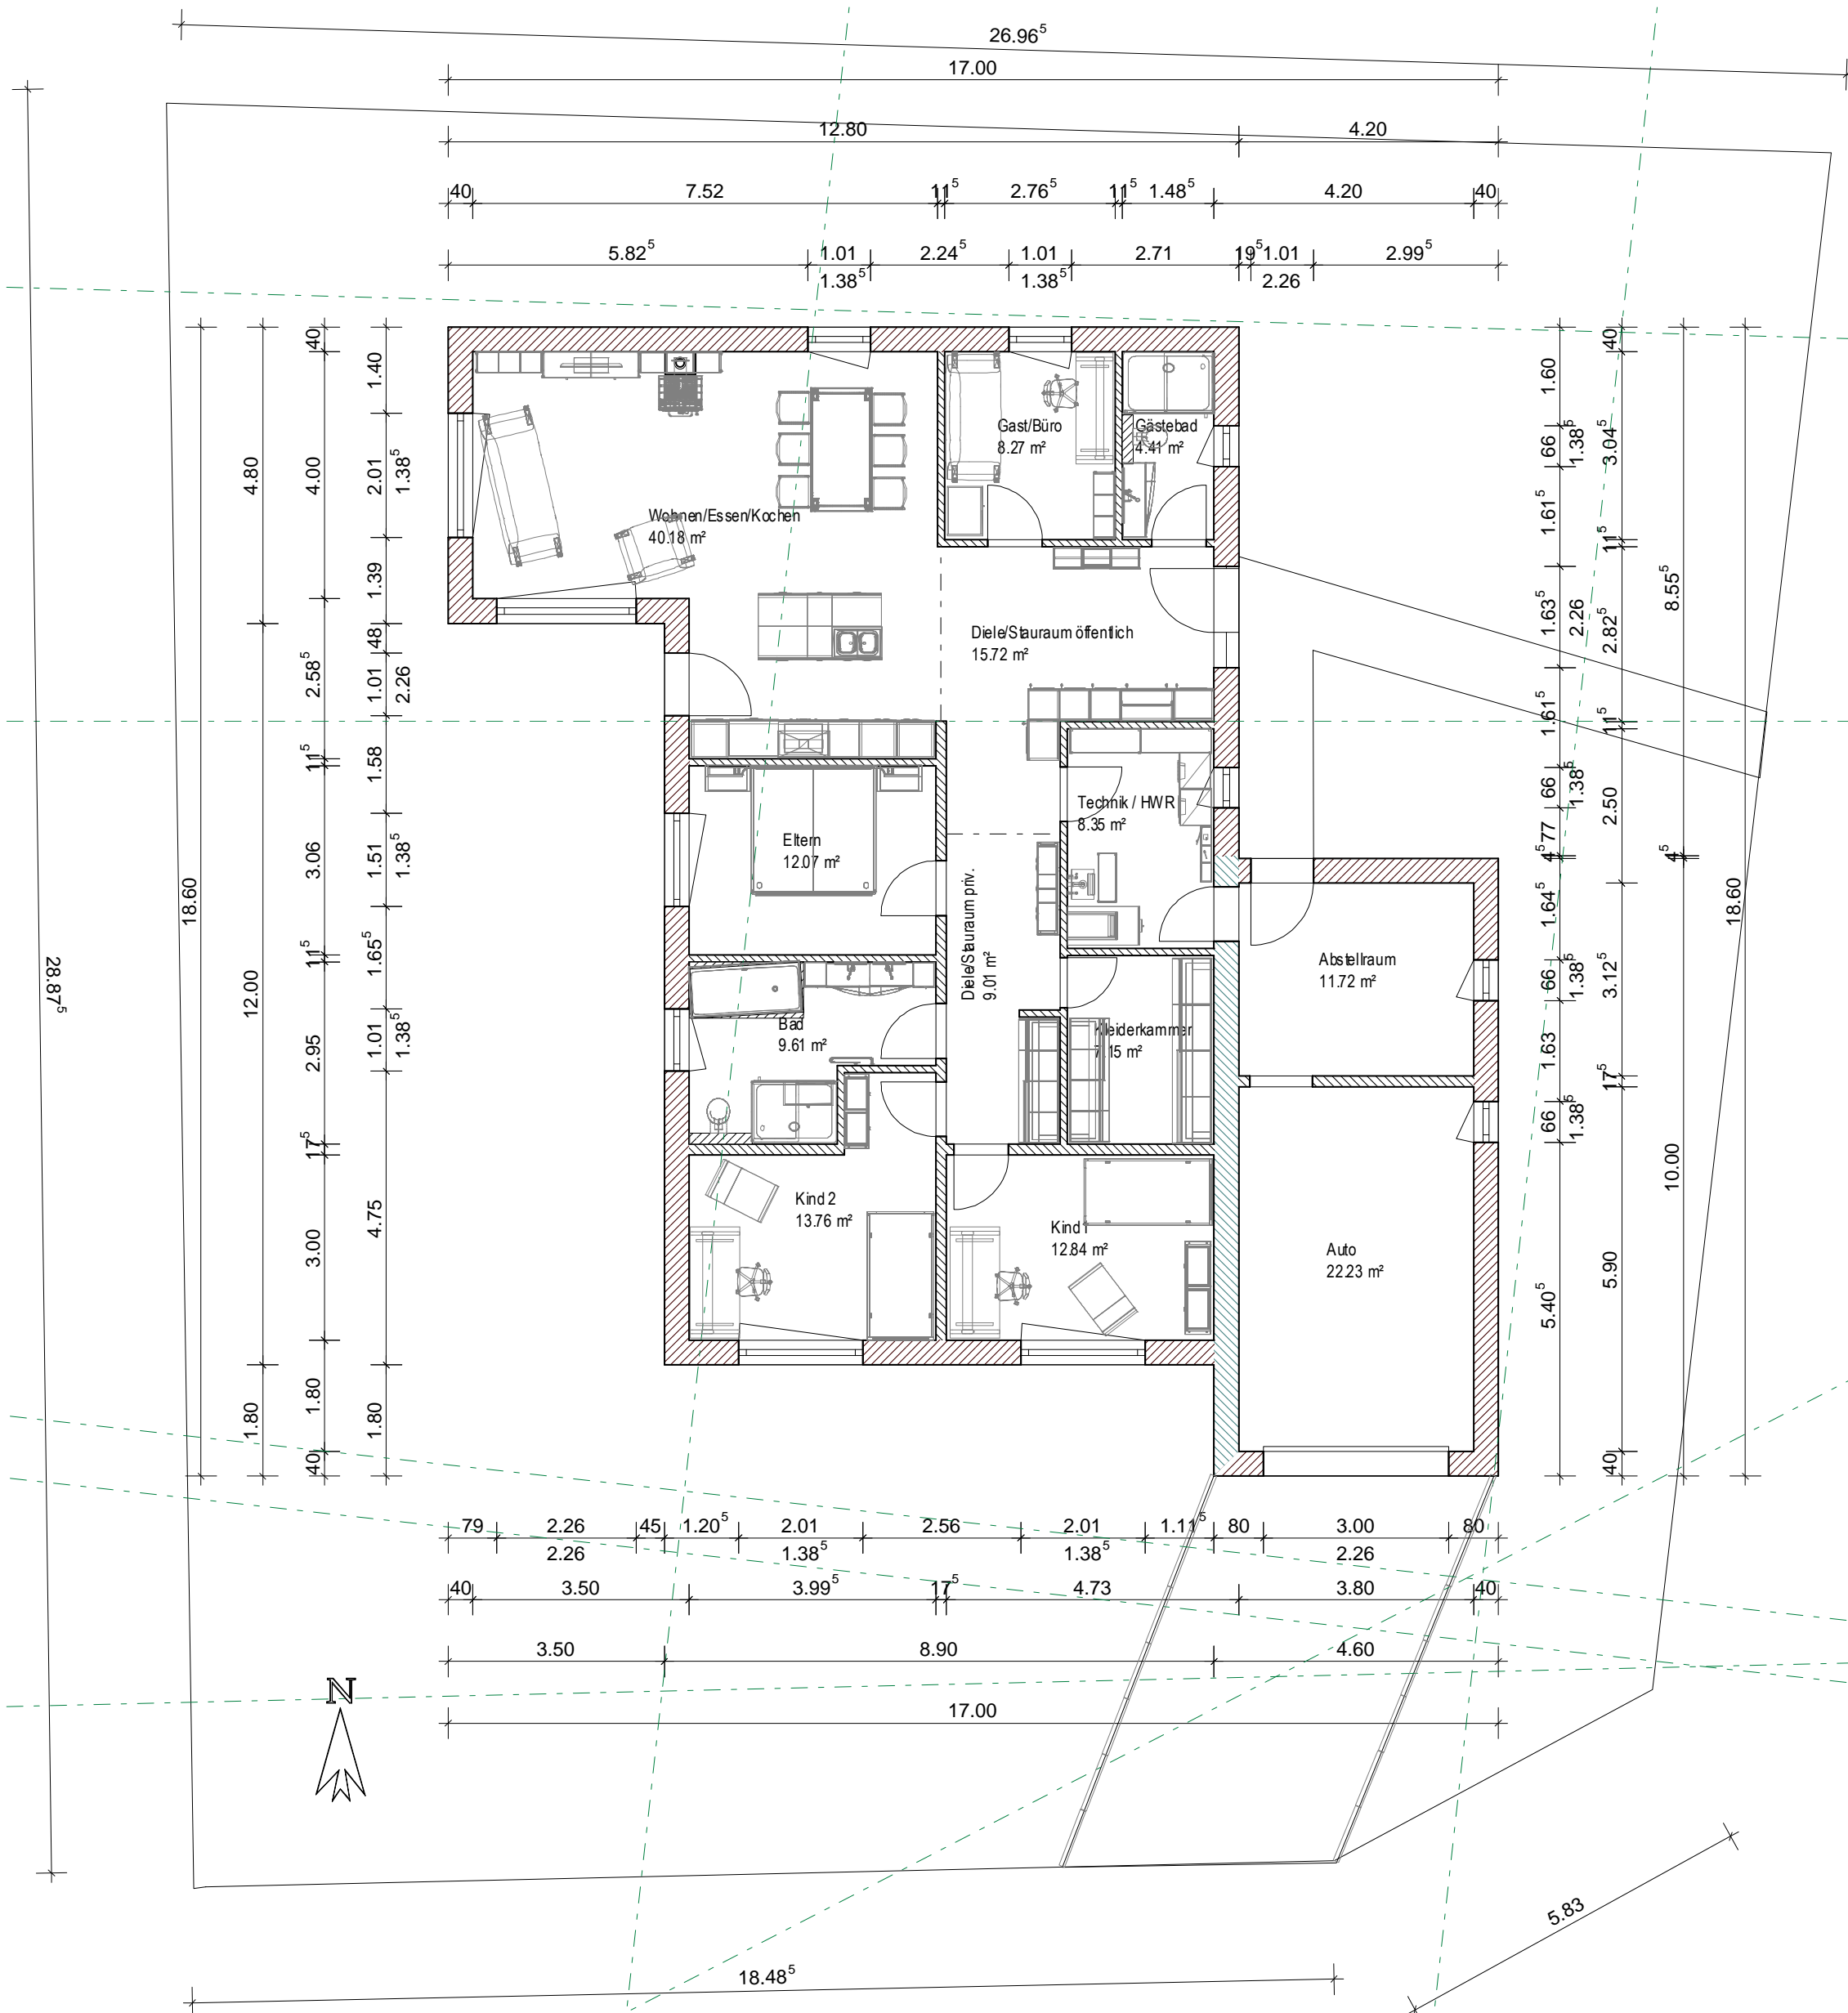 26.96⁵
17.00
12.80 4.20
40 7.52 11⁵ 2.76⁵ 11⁵ 1.48⁵ 4.20 40
5.82⁵ 1.01 2.24⁵ 1.01 2.71 19⁵ 1.01 2.99⁵
1.38⁵ 1.38⁵ 2.26
28.87⁵
18.60
4.80 12.00 1.80
40 4.00 2.58⁵ 11⁵ 3.06 11⁵ 2.95 17⁵ 3.00 1.80 40
1.40 2.01 1.39 48 1.01 1.58 1.51 1.65⁵ 1.01 4.75 1.80
1.38⁵ 2.26 1.38⁵ 1.38⁵
Wohnen/Essen/Kochen
40.18 m²
Gast/Büro
8.27 m²
Gästebad
4.41 m²
Diele/Stauraum öffentlich
15.72 m²
Technik / HWR
8.35 m²
Eltern
12.07 m²
Diele/Stauraum priv.
9.01 m²
Abstellraum
11.72 m²
Bad
9.61 m²
Kleiderkammer
7.15 m²
Kind 2
13.76 m²
Kind 1
12.84 m²
Auto
22.23 m²
1.60 66 1.61⁵ 1.63⁵ 1.61⁵ 66 77 4⁵ 1.64⁵ 66 1.63 66 5.40⁵
1.38⁵ 2.26 1.38⁵ 1.38⁵ 1.38⁵
40 3.04⁵ 11⁵ 2.82⁵ 11⁵ 2.50 3.12⁵ 17⁵ 5.90 40
8.55⁵ 4⁵ 10.00
18.60
79 2.26 45 1.20⁵ 2.01 2.56 2.01 1.11⁵ 80 3.00 80
2.26 1.38⁵ 1.38⁵ 2.26
40 3.50 3.99⁵ 17⁵ 4.73 3.80 40
3.50 8.90 4.60
N
17.00
5.83
18.48⁵